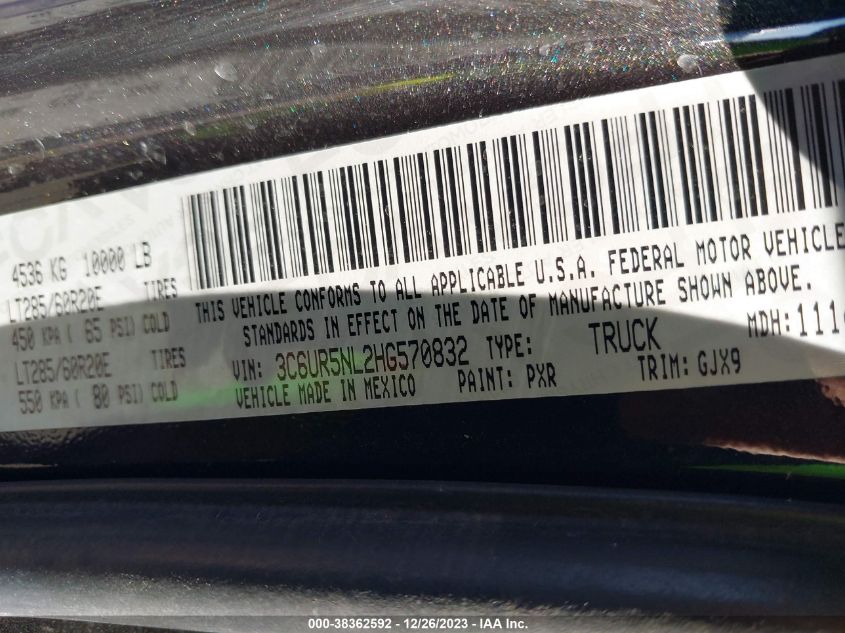 4536 KG 10000 LB
LT285/60R20E TIRES
450 KPA ( 65 PSI) COLD
LT285/60R20E TIRES
550 KPA ( 80 PSI) COLD
THIS VEHICLE CONFORMS TO ALL APPLICABLE U.S.A. FEDERAL MOTOR VEHICLE
STANDARDS IN EFFECT ON THE DATE OF MANUFACTURE SHOWN ABOVE.
VIN: 3C6UR5NL2HG570832 TYPE: TRUCK MDH:111
VEHICLE MADE IN MEXICO PAINT: PXR TRIM: GJX9
000-38362592 - 12/26/2023 - IAA Inc.